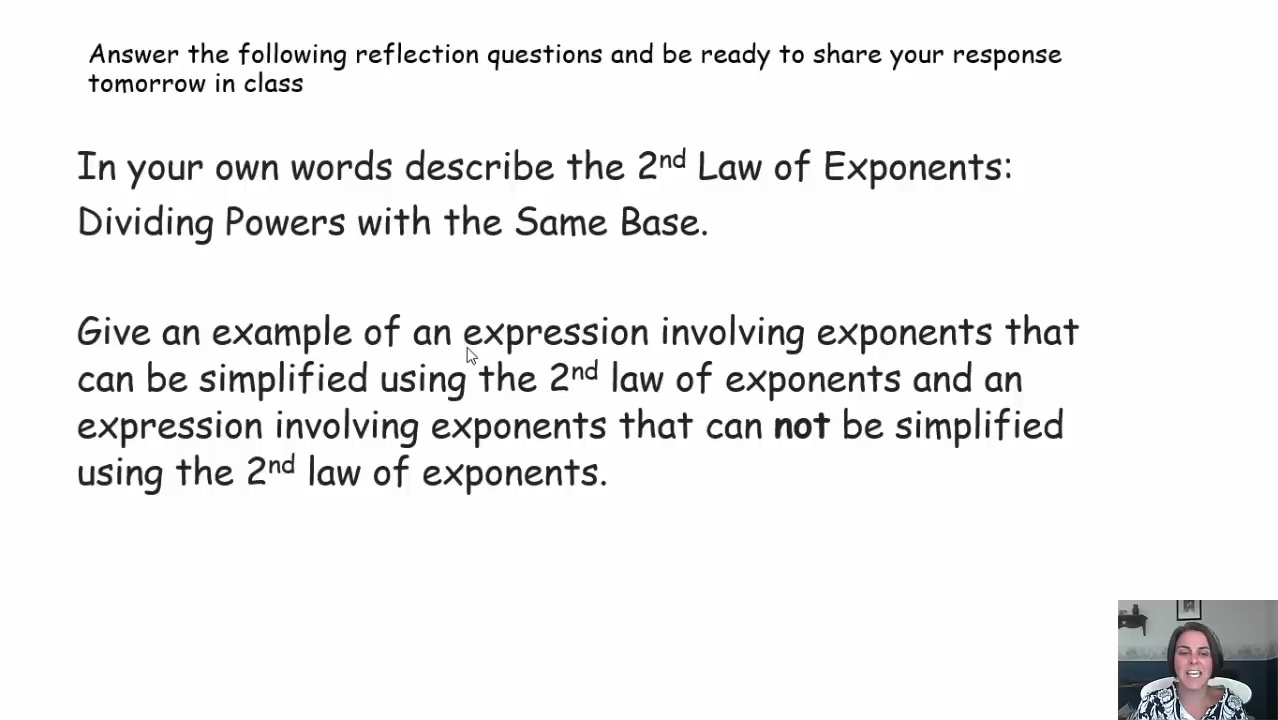 Answer the following reflection questions and be ready to share your response
tomorrow in class
In your own words describe the 2nd Law of Exponents:
Dividing Powers with the Same Base.
Give an example of an expression involving exponents that
can be simplified using the 2nd law of exponents and an
expression involving exponents that can not be simplified
using the 2nd law of exponents.